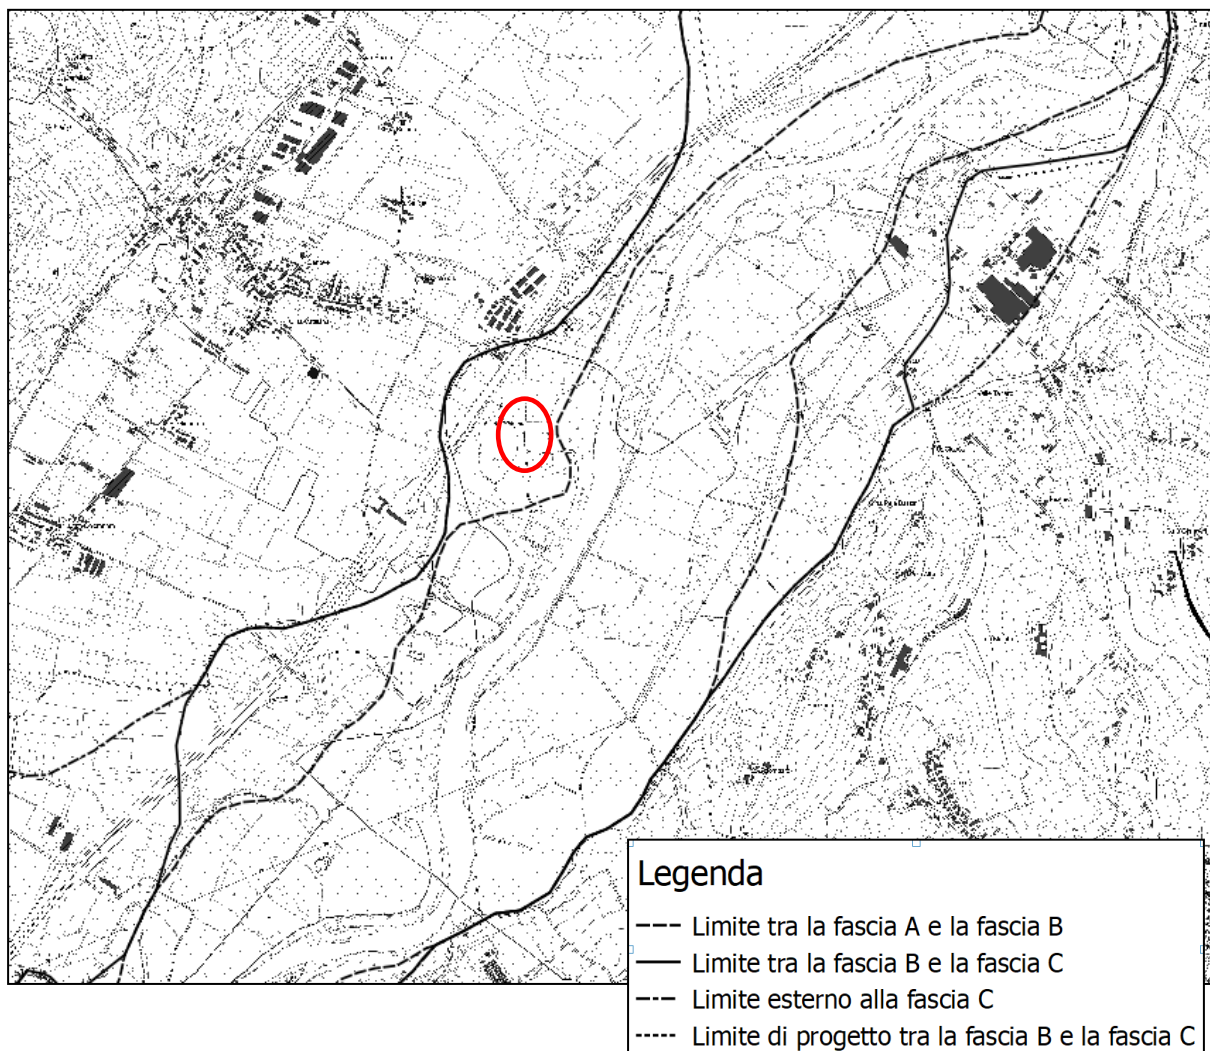 Legenda
Limite tra la fascia A e la fascia B
Limite tra la fascia B e la fascia C
Limite esterno alla fascia C
Limite di progetto tra la fascia B e la fascia C